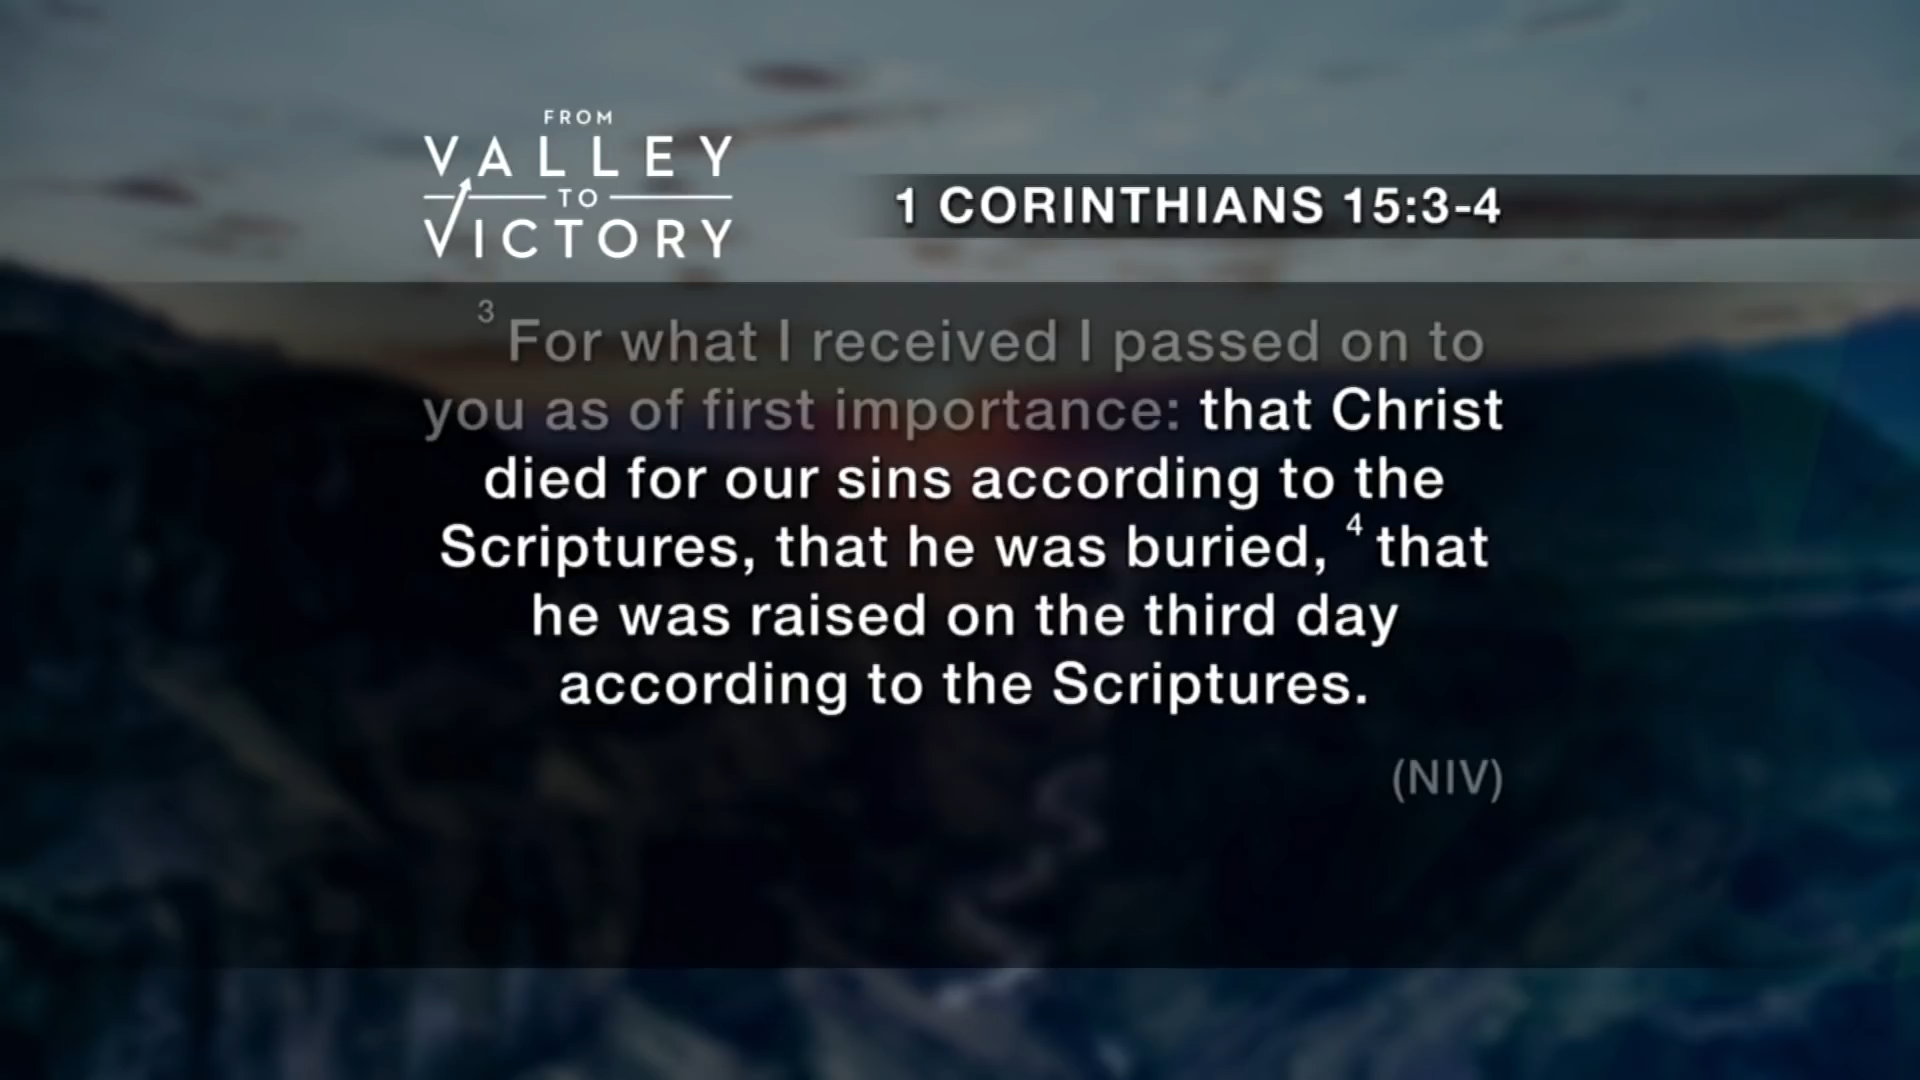 FROM
VALLEY
TO
VICTORY
1 CORINTHIANS 15:3-4
3 For what I received I passed on to
you as of first importance: that Christ
died for our sins according to the
Scriptures, that he was buried, 4 that
he was raised on the third day
according to the Scriptures.
(NIV)